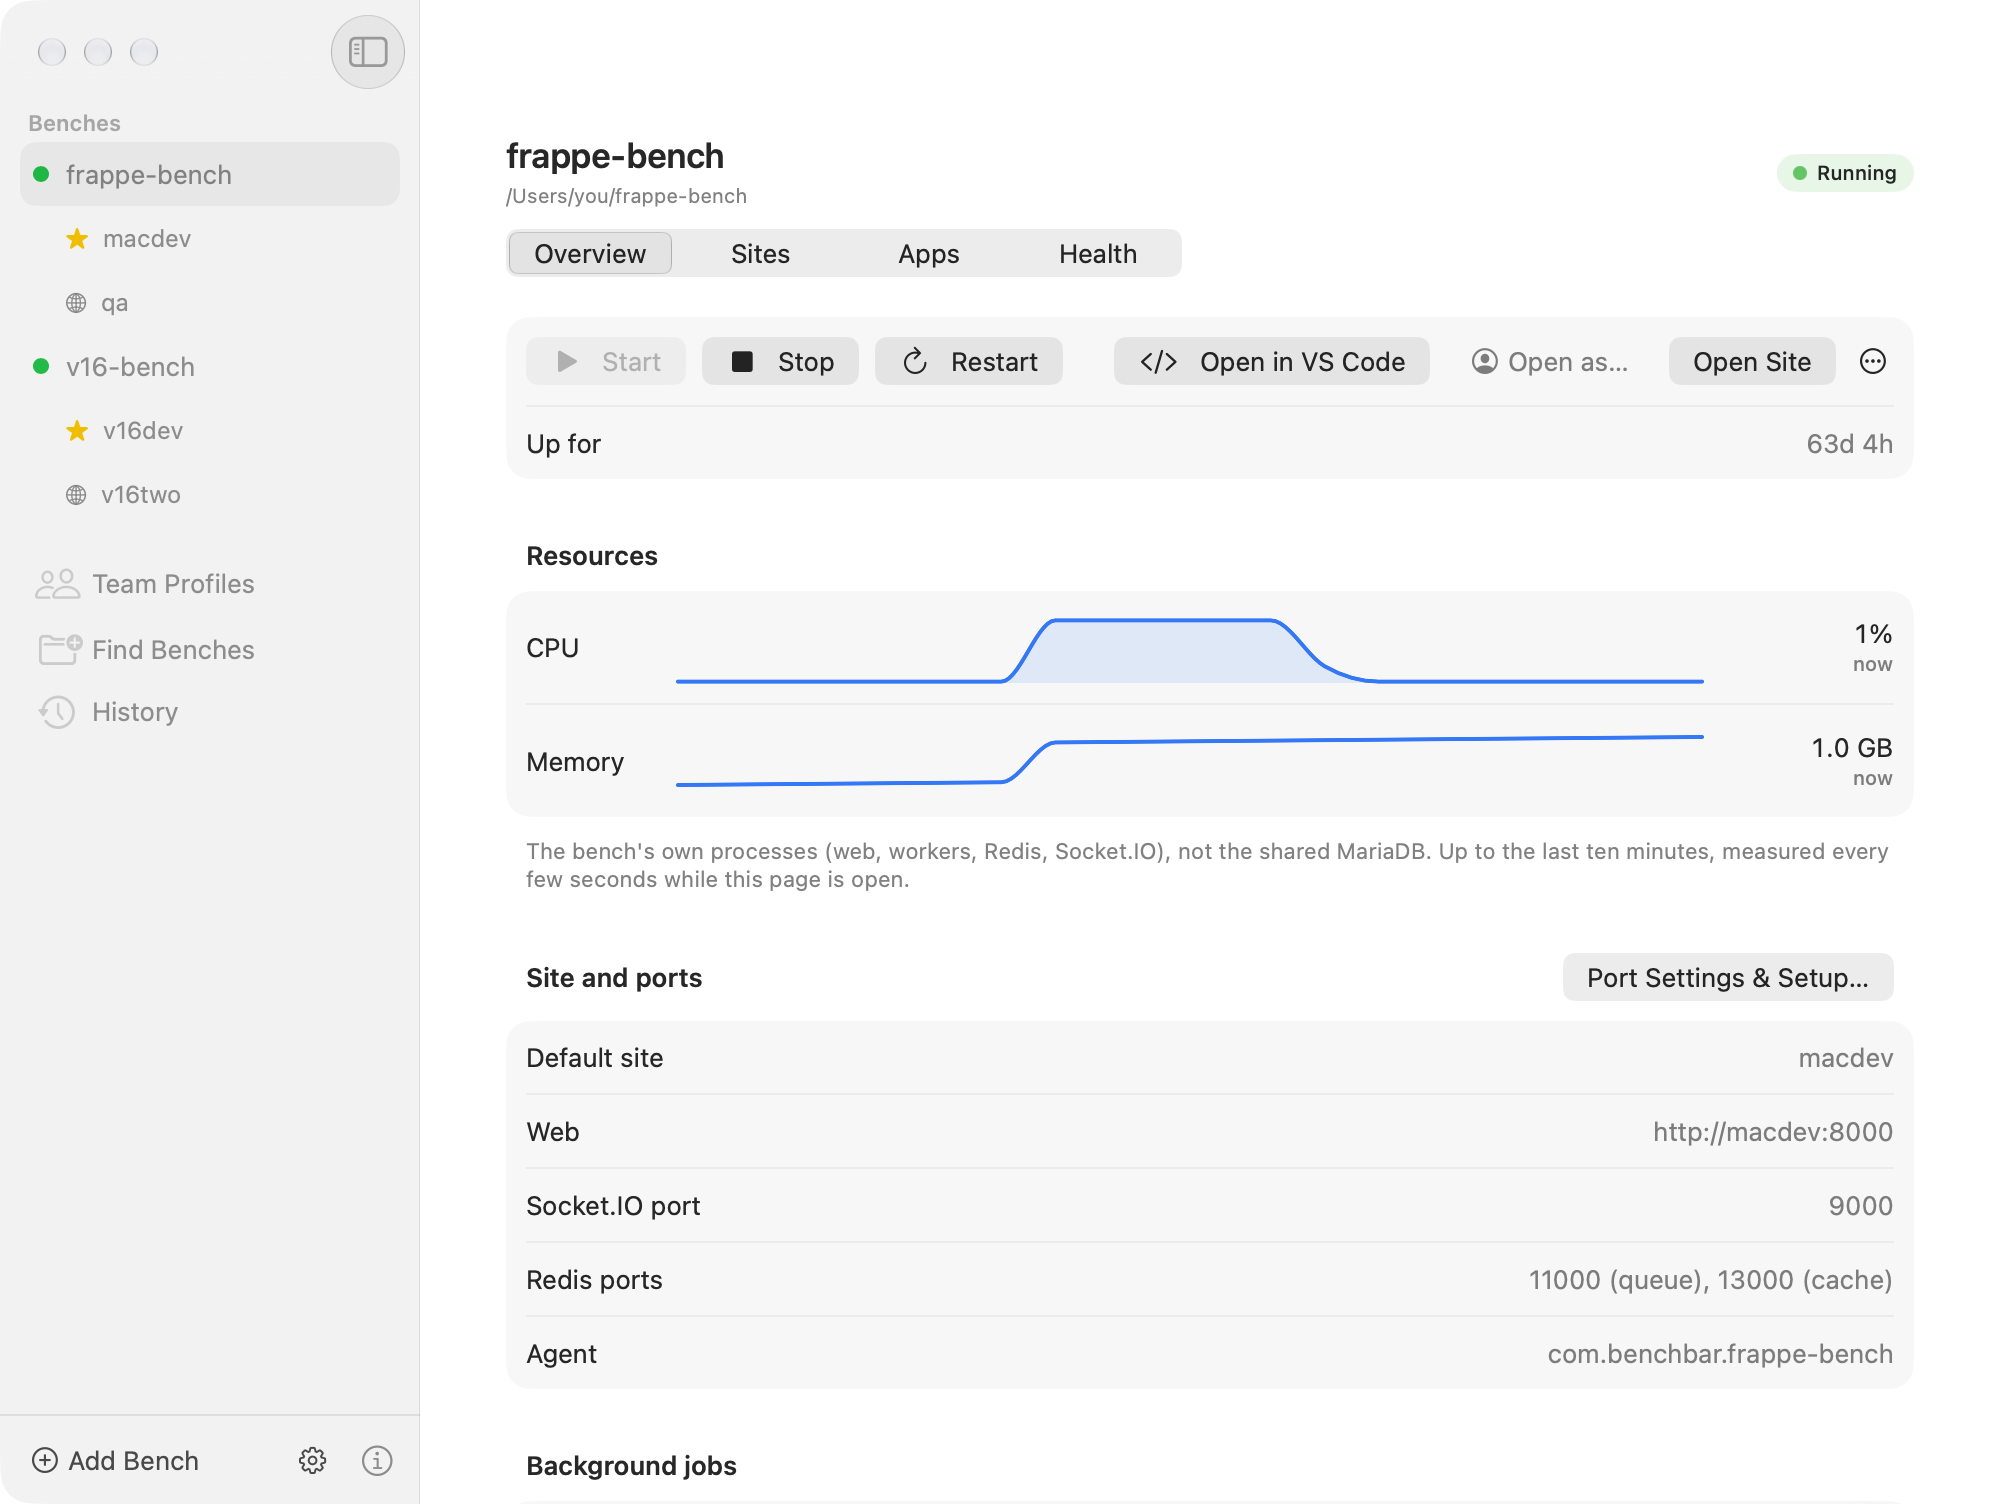 Benches
frappe-bench
macdev
qa
v16-bench
v16dev
v16two
Team Profiles
Find Benches
History
Add Bench
frappe-bench
/Users/you/frappe-bench
Running
Overview
Sites
Apps
Health
Start
Stop
Restart
</> Open in VS Code
Open as...
Open Site
Up for
63d 4h
Resources
CPU
1%
now
Memory
1.0 GB
now
The bench's own processes (web, workers, Redis, Socket.IO), not the shared MariaDB. Up to the last ten minutes, measured every
few seconds while this page is open.
Site and ports
Port Settings & Setup...
Default site
macdev
Web
http://macdev:8000
Socket.IO port
9000
Redis ports
11000 (queue), 13000 (cache)
Agent
com.benchbar.frappe-bench
Background jobs